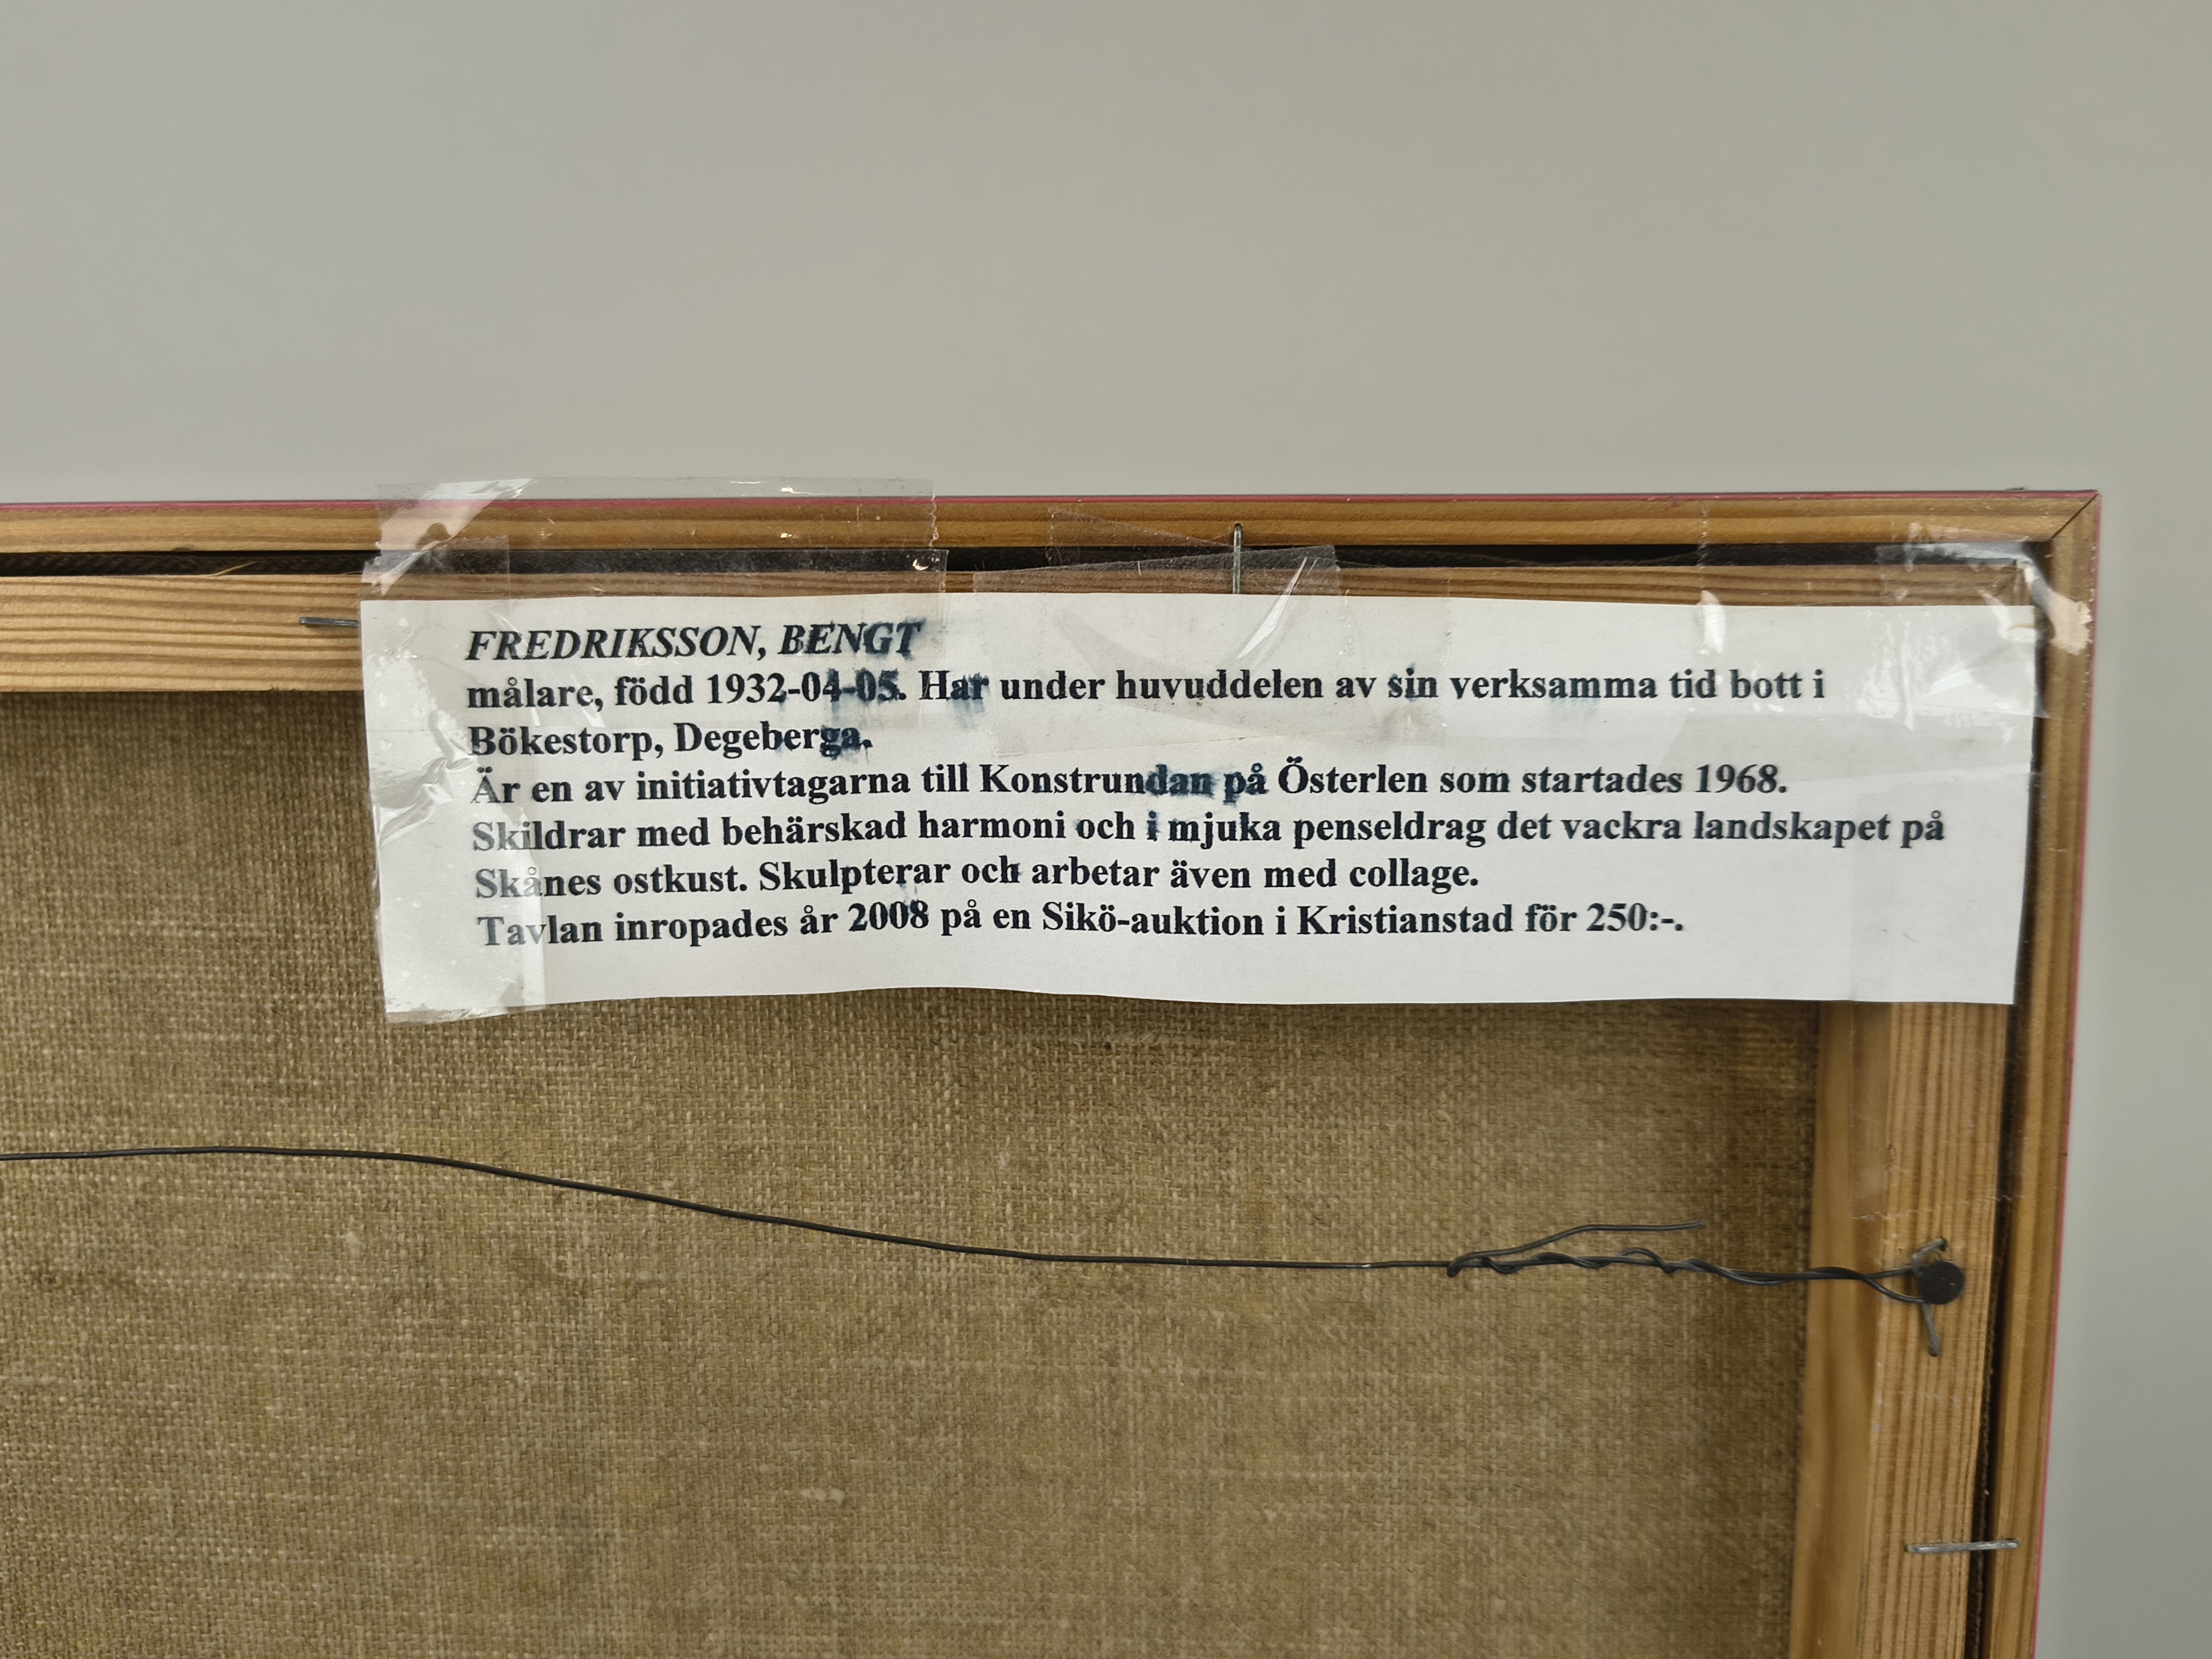 FREDRIKSSON, BENGT
målare, född 1932-04-05. Har under huvuddelen av sin verksamma tid bott i
Bökestorp, Degeberga.
Är en av initiativtagarna till Konstrundan på Österlen som startades 1968.
Skildrar med behärskad harmoni och i mjuka penseldrag det vackra landskapet på
Skånes ostkust. Skulpterar och arbetar även med collage.
Tavlan inropades år 2008 på en Sikö-auktion i Kristianstad för 250:-.